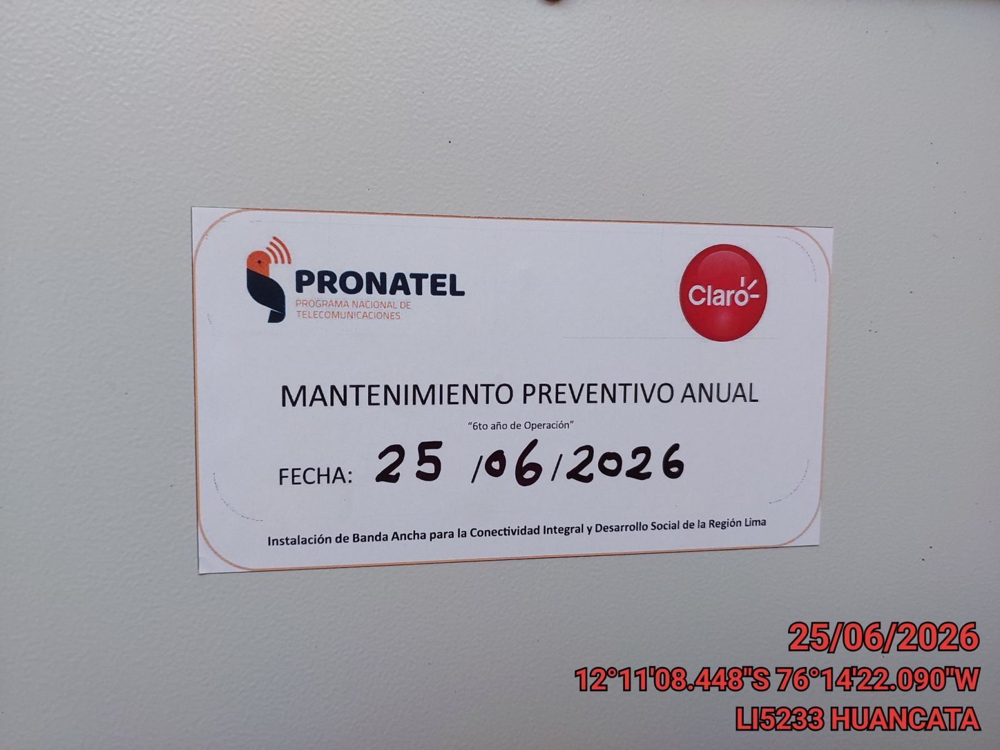 PRONATEL
PROGRAMA NACIONAL DE
TELECOMUNICACIONES
Claro
MANTENIMIENTO PREVENTIVO ANUAL
“6to año de Operación”
FECHA: 25 /06/2026
Instalación de Banda Ancha para la Conectividad Integral y Desarrollo Social de la Región Lima
25/06/2026
12°11'08.448"S 76°14'22.090"W
LI5233 HUANCATA